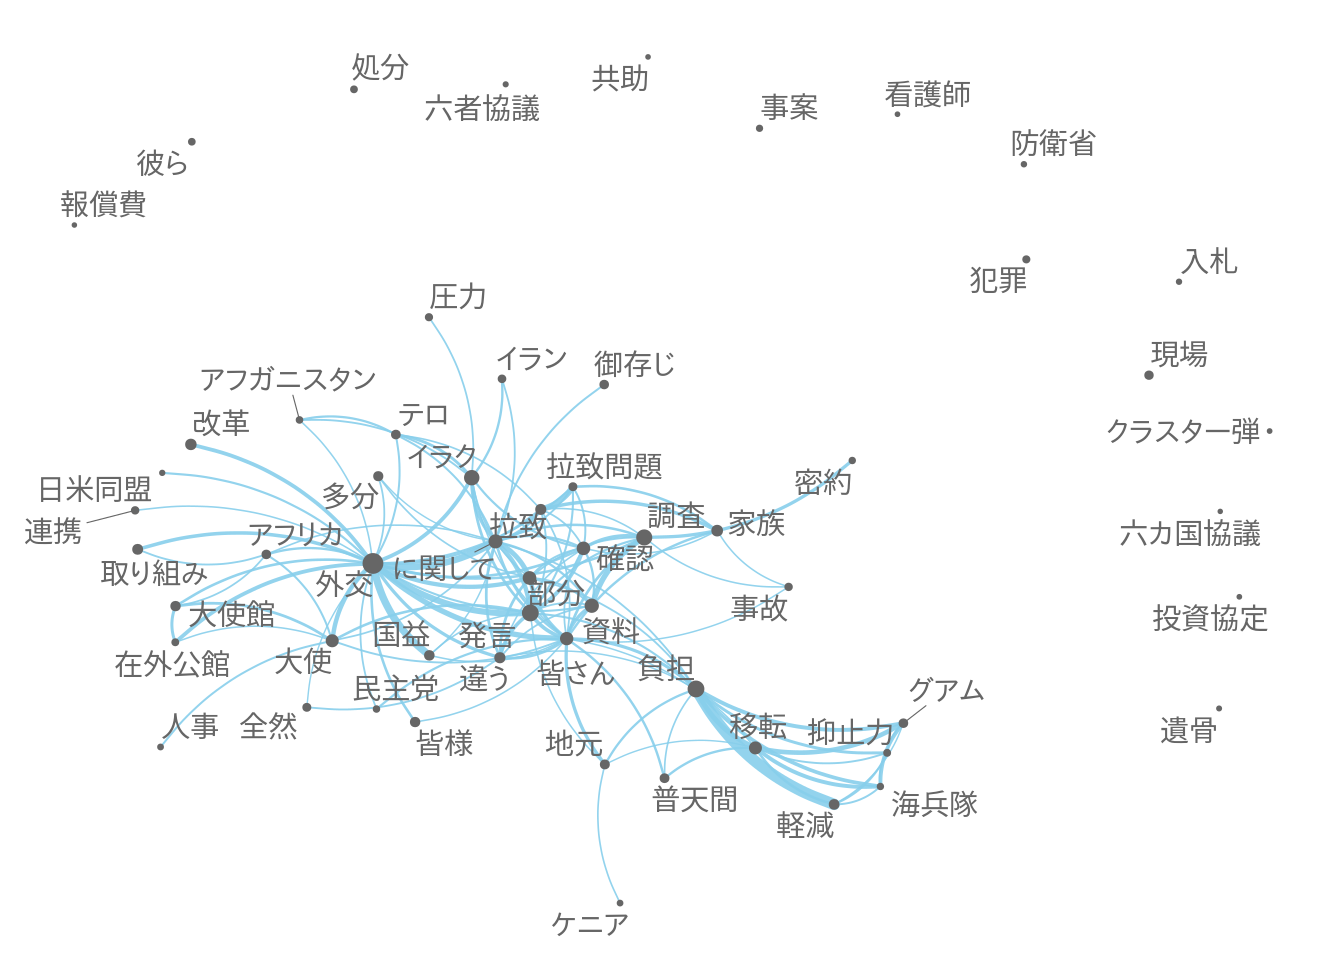 処分
共助
六者協議
事案
看護師
防衛省
彼ら
報償費
犯罪
入札
圧力
イラン
御存じ
現場
アフガニスタン
テロ
改革
クラスター弾・
イラク
拉致問題
密約
日米同盟
多分
連携
アフリカ
拉致
調査
家族
六カ国協議
取り組み
外交
に関して
確認
部分
事故
大使館
国益
発言
資料
投資協定
在外公館
大使
民主党
違う
皆さん
負担
グアム
人事
全然
皆様
地元
移転
抑止力
遺骨
普天間
軽減
海兵隊
ケニア